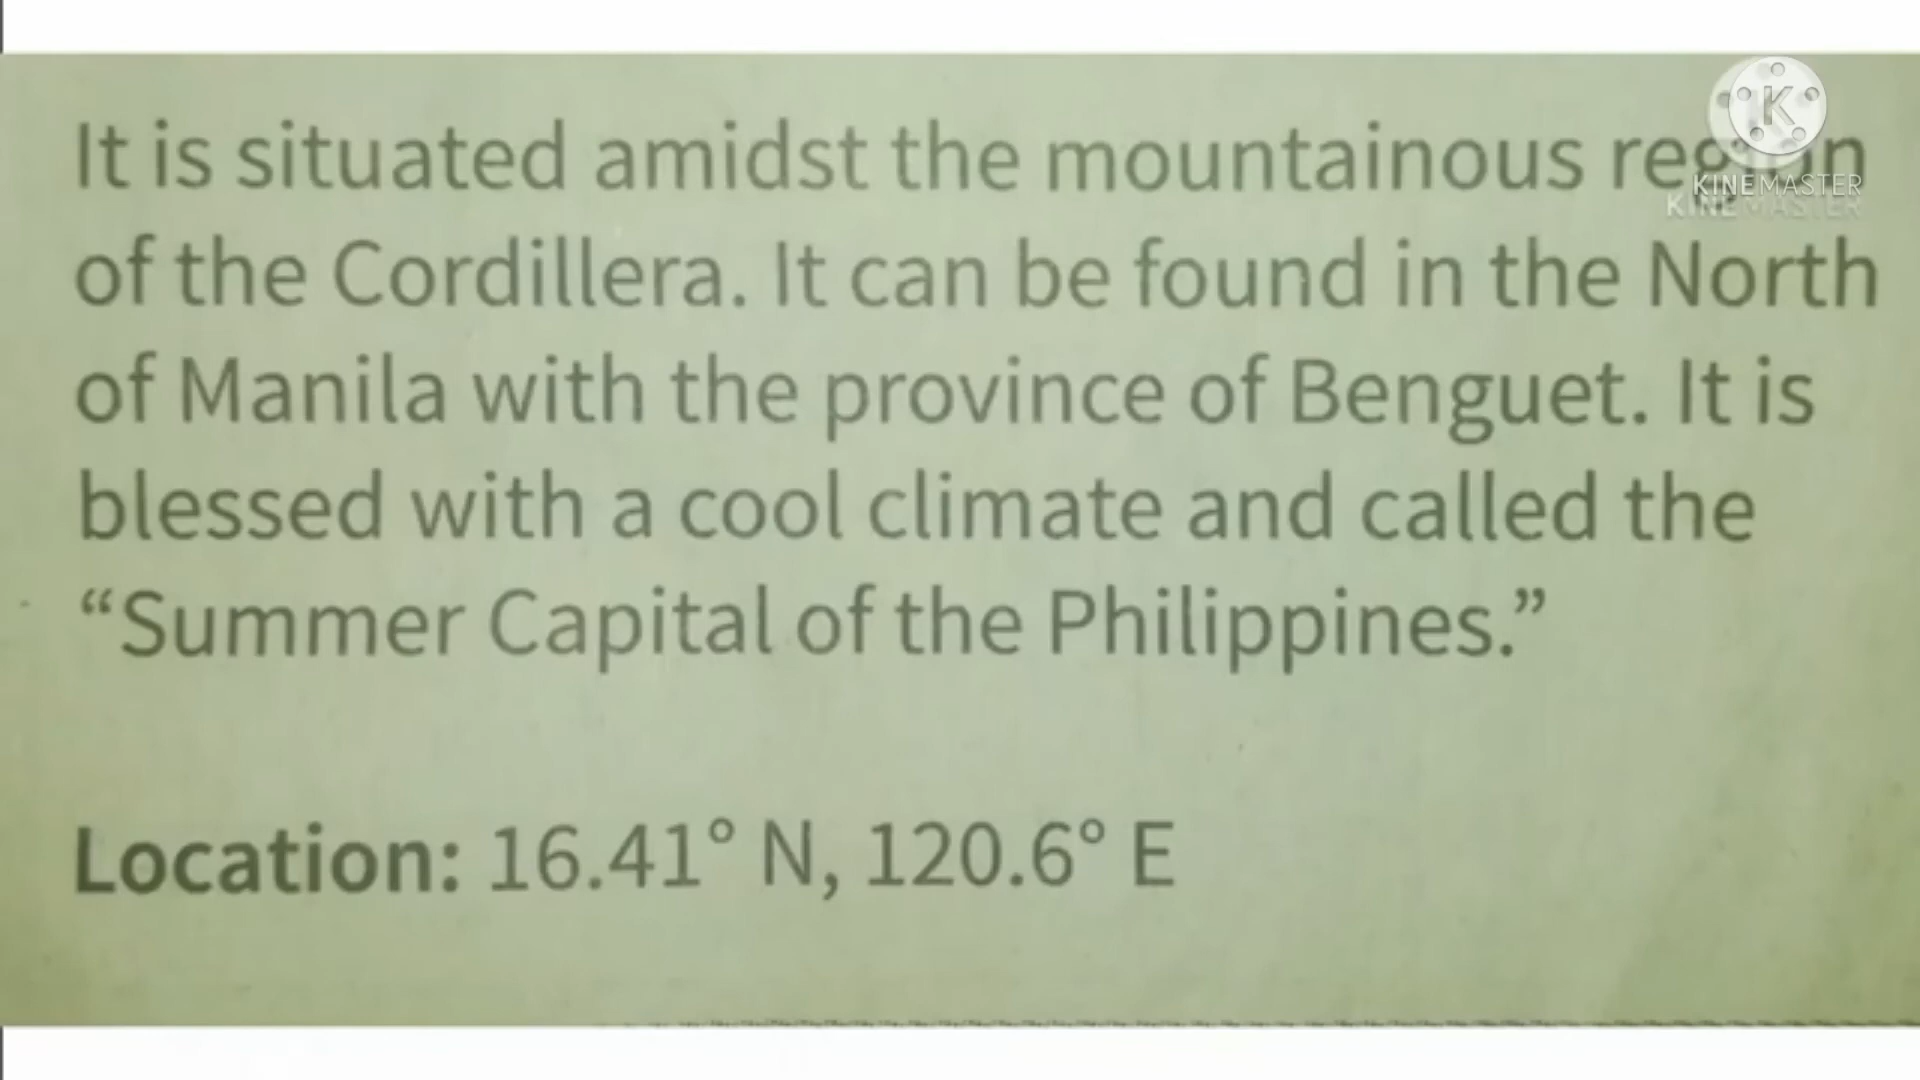 It is situated amidst the mountainous region
of the Cordillera. It can be found in the North
of Manila with the province of Benguet. It is
blessed with a cool climate and called the
“Summer Capital of the Philippines.”
Location: 16.41° N, 120.6° E
K
KINEMASTER
KINEMASTER